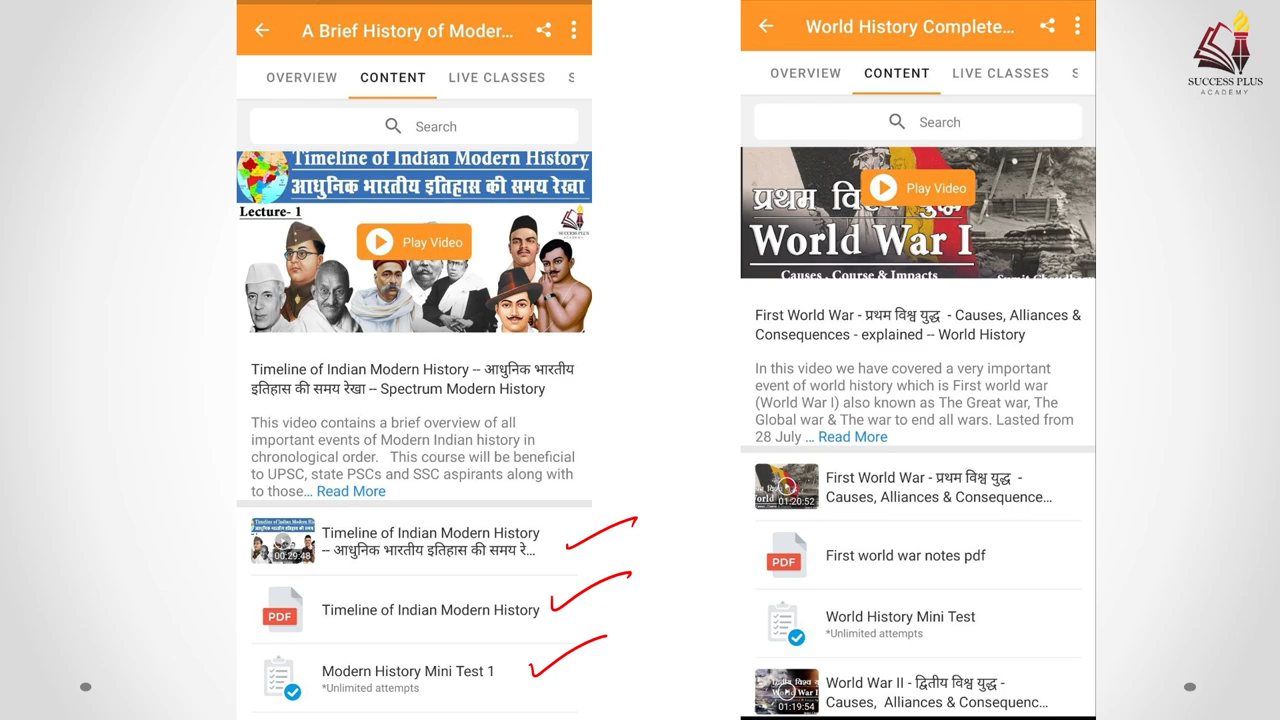 A Brief History of Moder...
OVERVIEW CONTENT LIVE CLASSES S
Search
Timeline of Indian Modern History
आधुनिक भारतीय इतिहास की समय रेखा
Lecture- 1
SUCCESS PLUS
ACADEMY
Play Video
Timeline of Indian Modern History -- आधुनिक भारतीय
इतिहास की समय रेखा -- Spectrum Modern History
This video contains a brief overview of all
important events of Modern Indian history in
chronological order. This course will be beneficial
to UPSC, state PSCs and SSC aspirants along with
to those... Read More
00:29:48
Timeline of Indian Modern History
-- आधुनिक भारतीय इतिहास की समय रे...
PDF
Timeline of Indian Modern History
Modern History Mini Test 1
*Unlimited attempts
World History Complete...
OVERVIEW CONTENT LIVE CLASSES S
Search
Play Video
प्रथम विश्व युद्ध
World War I
Causes - Course & Impacts
First World War - प्रथम विश्व युद्ध - Causes, Alliances &
Consequences - explained -- World History
In this video we have covered a very important
event of world history which is First world war
(World War I) also known as The Great war, The
Global war & The war to end all wars. Lasted from
28 July ... Read More
01:20:52
First World War - प्रथम विश्व युद्ध -
Causes, Alliances & Consequence...
PDF
First world war notes pdf
World History Mini Test
*Unlimited attempts
01:19:54
World War II - द्वितीय विश्व युद्ध -
Causes, Alliances & Consequenc...
SUCCESS PLUS
ACADEMY